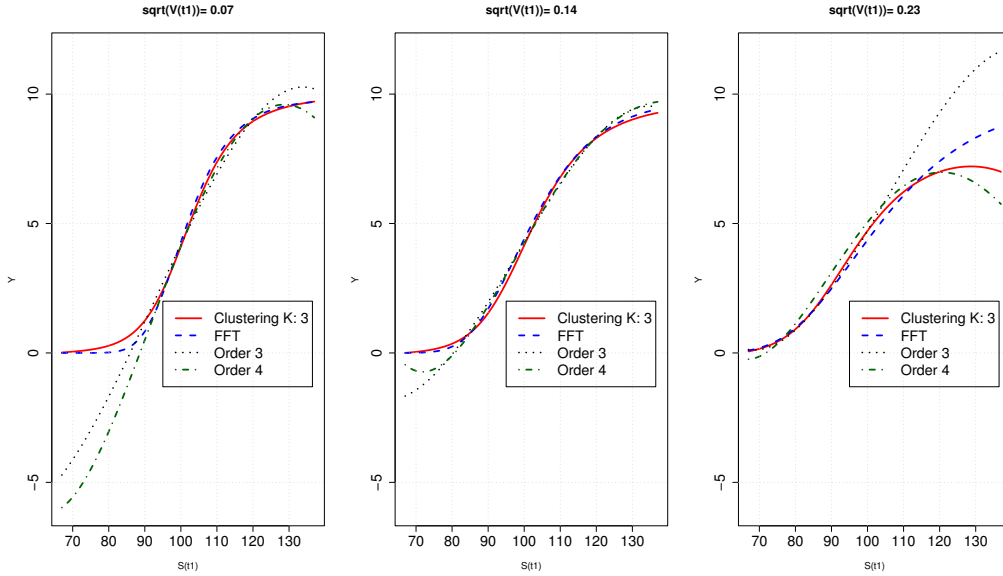 sqrt(V(t1))= 0.07
10
5
0
−5
Y
Clustering K: 3
FFT
Order 3
Order 4
70 80 90 100 110 120 130
S(t1)
sqrt(V(t1))= 0.14
10
5
0
−5
Y
Clustering K: 3
FFT
Order 3
Order 4
70 80 90 100 110 120 130
S(t1)
sqrt(V(t1))= 0.23
10
5
0
−5
Y
Clustering K: 3
FFT
Order 3
Order 4
70 80 90 100 110 120 130
S(t1)